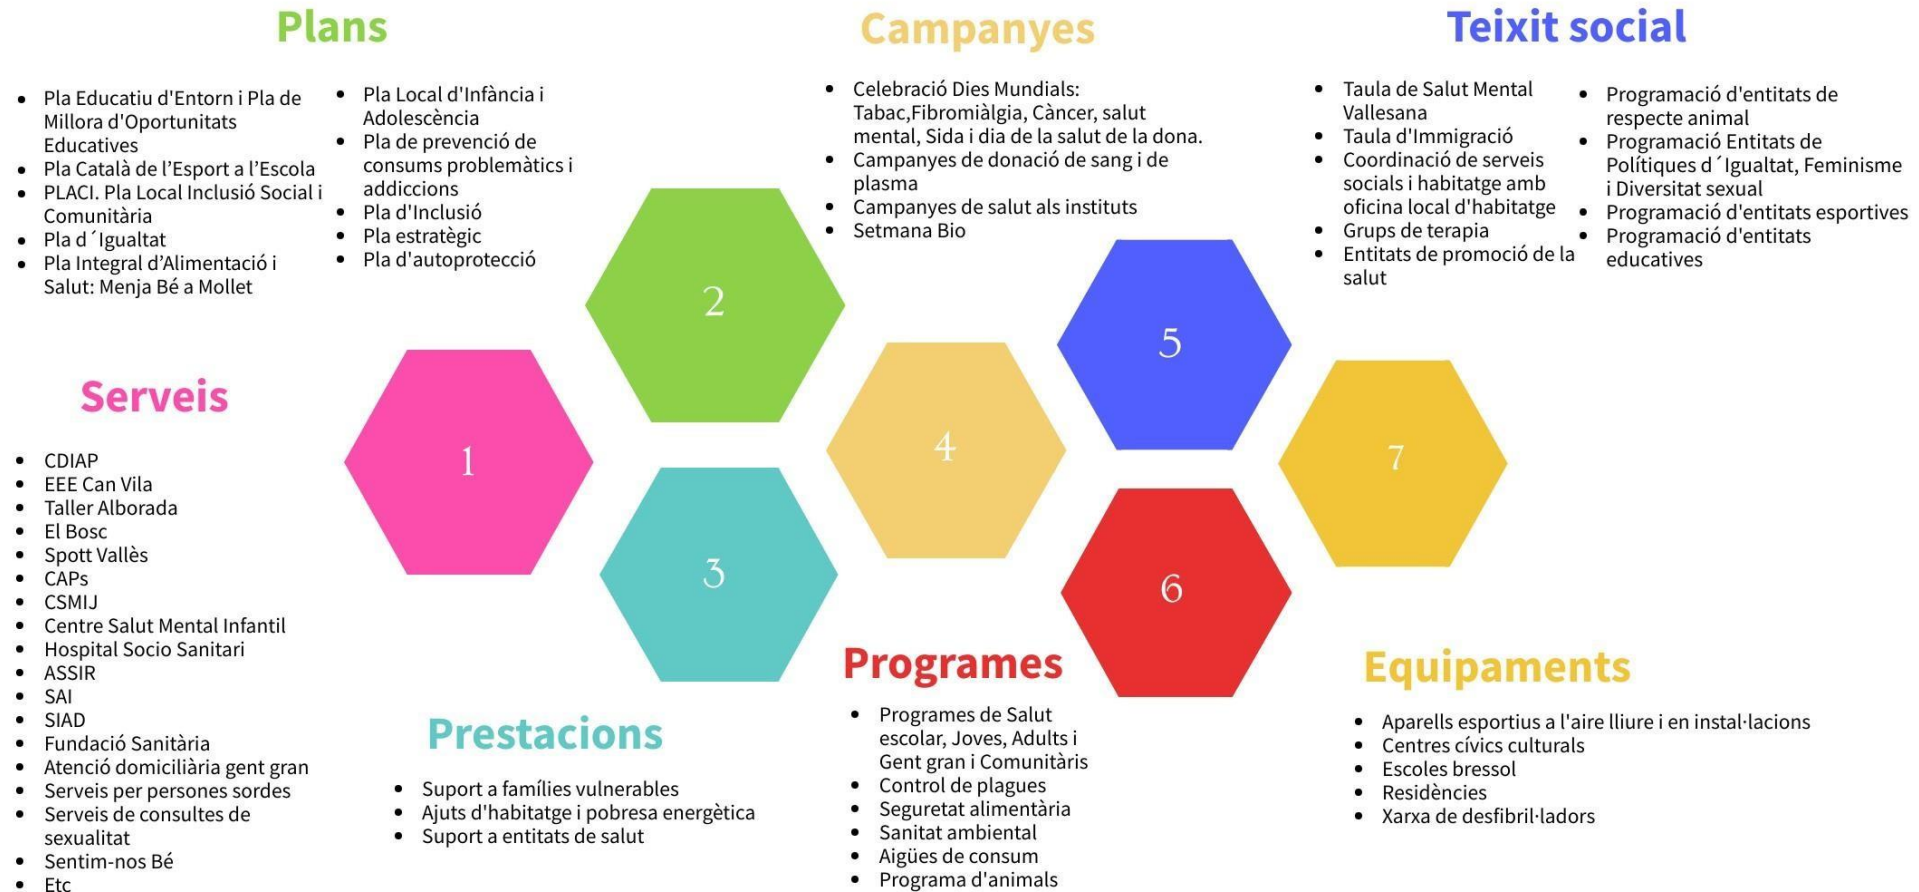 Plans
Pla Educatiu d'Entorn i Pla de
Millora d'Oportunitats
Educatives
Pla Català de l’Esport a l’Escola
PLACI. Pla Local Inclusió Social i
Comunitària
Pla d´Igualtat
Pla Integral d’Alimentació i
Salut: Menja Bé a Mollet
Pla Local d'Infància i
Adolescència
Pla de prevenció de
consums problemàtics i
addiccions
Pla d'Inclusió
Pla estratègic
Pla d'autoprotecció
Campanyes
Celebració Dies Mundials:
Tabac,Fibromiàlgia, Càncer, salut
mental, Sida i dia de la salut de la dona.
Campanyes de donació de sang i de
plasma
Campanyes de salut als instituts
Setmana Bio
Teixit social
Taula de Salut Mental
Vallesana
Taula d'Immigració
Coordinació de serveis
socials i habitatge amb
oficina local d'habitatge
Grups de terapia
Entitats de promoció de la
salut
Programació d'entitats de
respecte animal
Programació Entitats de
Polítiques d´Igualtat, Feminisme
i Diversitat sexual
Programació d'entitats esportives
Programació d'entitats
educatives
1
2
3
4
5
6
7
Serveis
CDIAP
EEE Can Vila
Taller Alborada
El Bosc
Spott Vallès
CAPs
CSMIJ
Centre Salut Mental Infantil
Hospital Socio Sanitari
ASSIR
SAI
SIAD
Fundació Sanitària
Atenció domiciliària gent gran
Serveis per persones sordes
Serveis de consultes de
sexualitat
Sentim-nos Bé
Etc
Prestacions
Suport a famílies vulnerables
Ajuts d'habitatge i pobresa energètica
Suport a entitats de salut
Programes
Programes de Salut
escolar, Joves, Adults i
Gent gran i Comunitàris
Control de plagues
Seguretat alimentària
Sanitat ambiental
Aigües de consum
Programa d'animals
Equipaments
Aparells esportius a l'aire lliure i en instal·lacions
Centres cívics culturals
Escoles bressol
Residències
Xarxa de desfibril·ladors